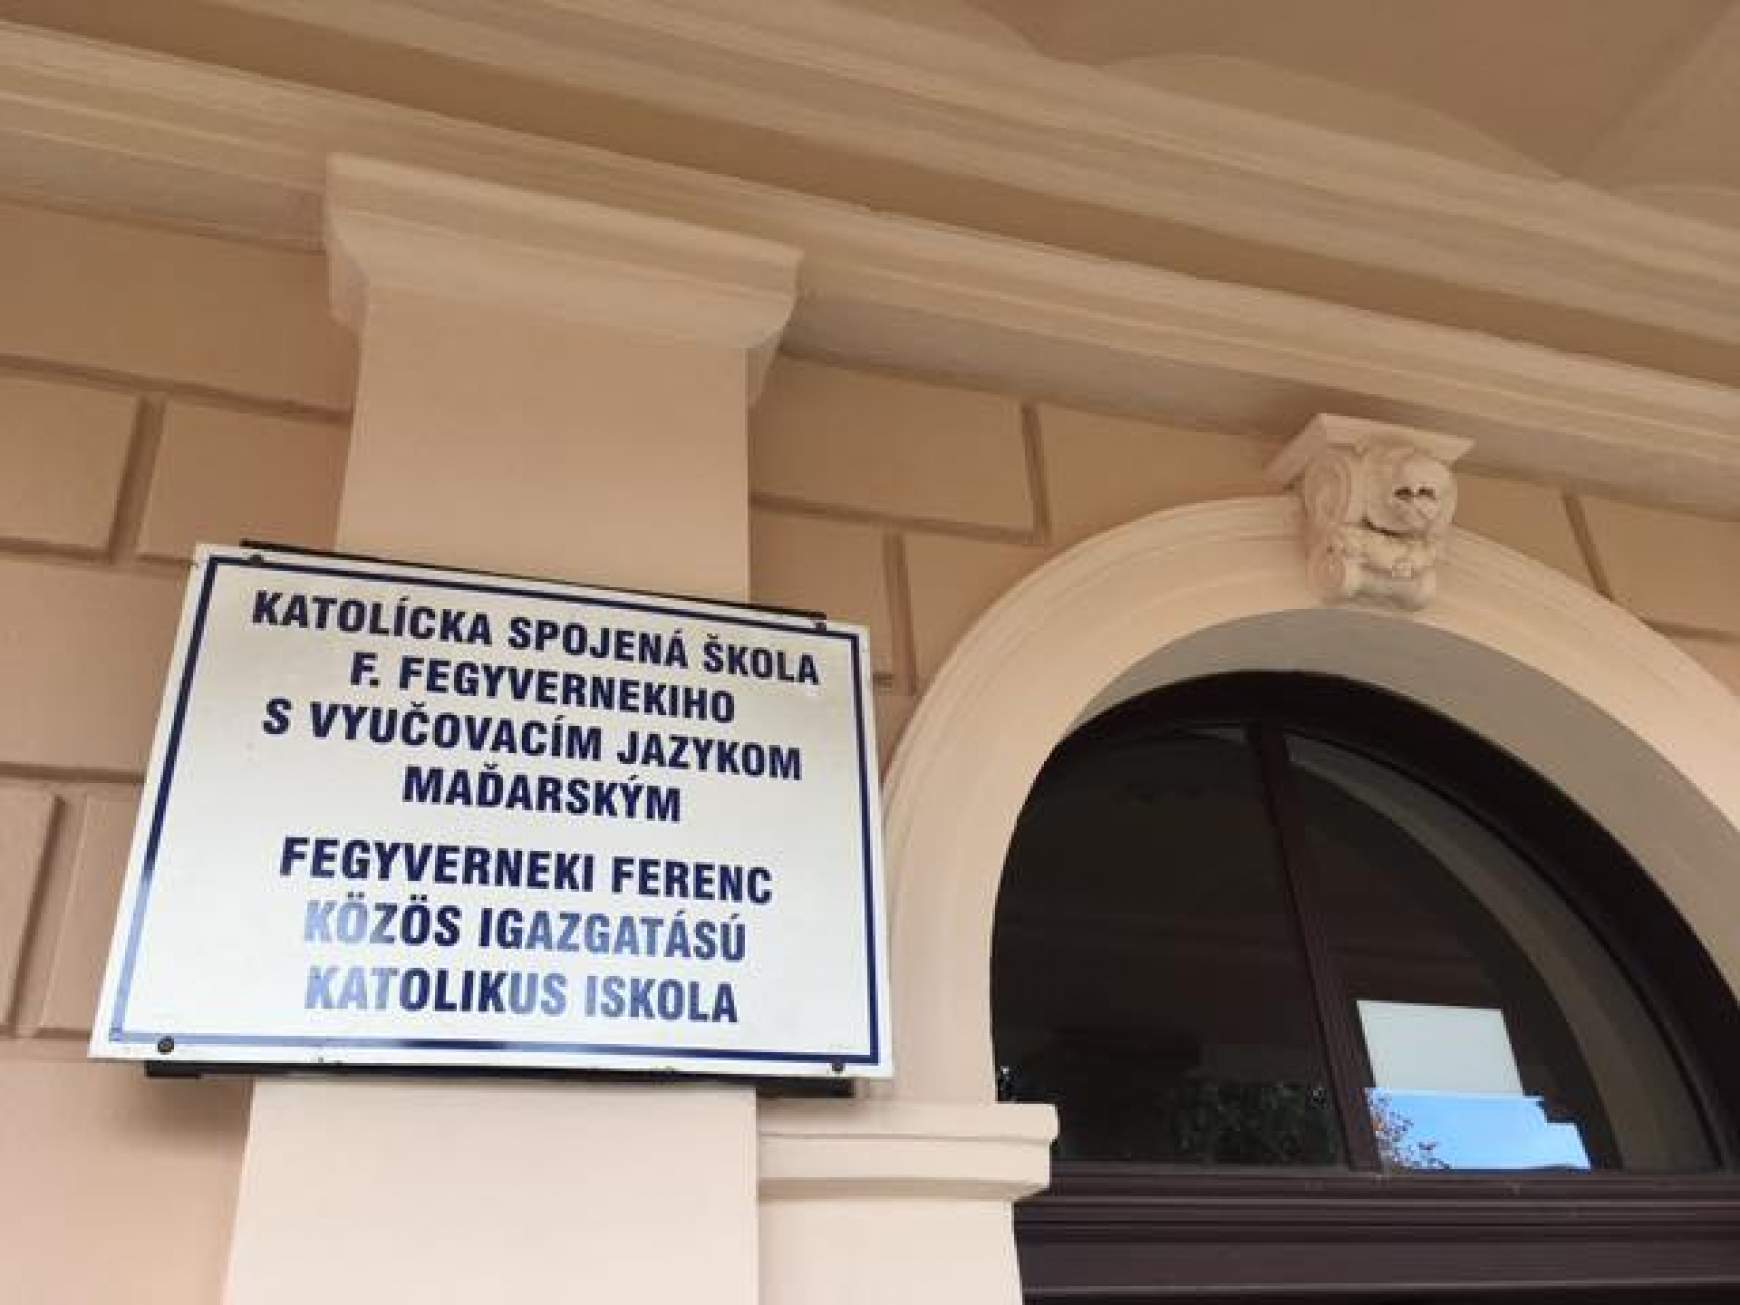 KATOLÍCKA SPOJENÁ ŠKOLA
F. FEGYVERNEKIHO
S VYUČOVACÍM JAZYKOM
MAĎARSKÝM
FEGYVERNEKI FERENC
KÖZÖS IGAZGATÁSÚ
KATOLIKUS ISKOLA